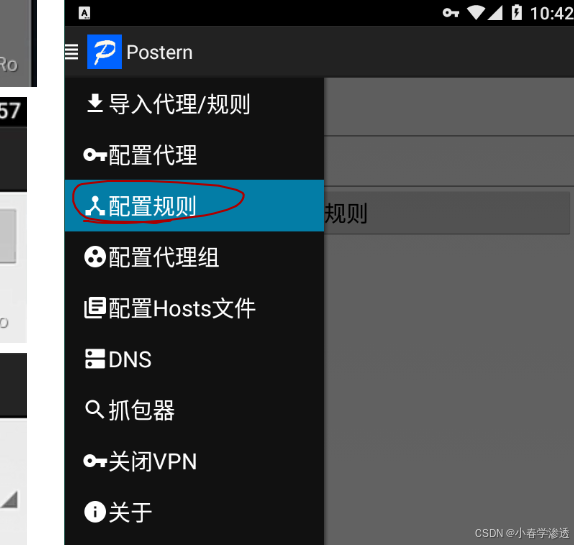 Ro
57
o
10:42
Postern
导入代理/规则
配置代理
配置规则
规则
配置代理组
配置Hosts文件
DNS
抓包器
关闭VPN
关于
CSDN @小春学渗透